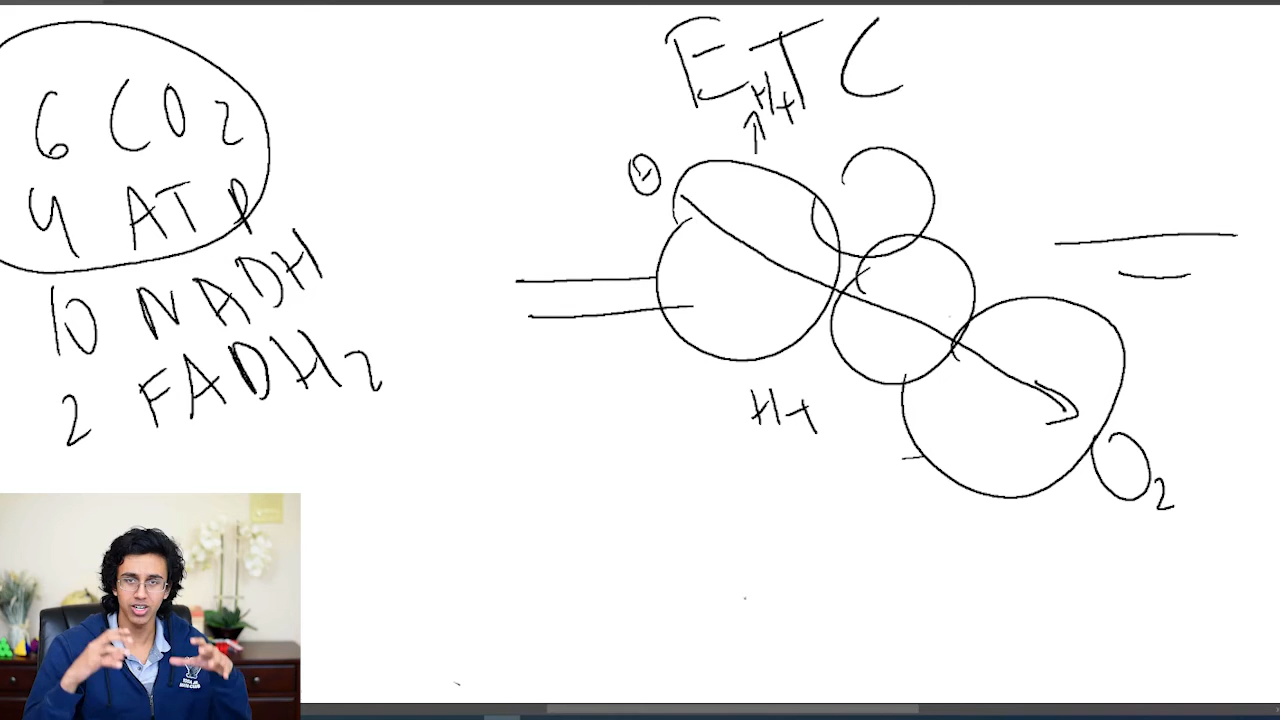 6 CO2
4 ATP
10 NADH
2 FADH2
ETC
H+
H+
O2